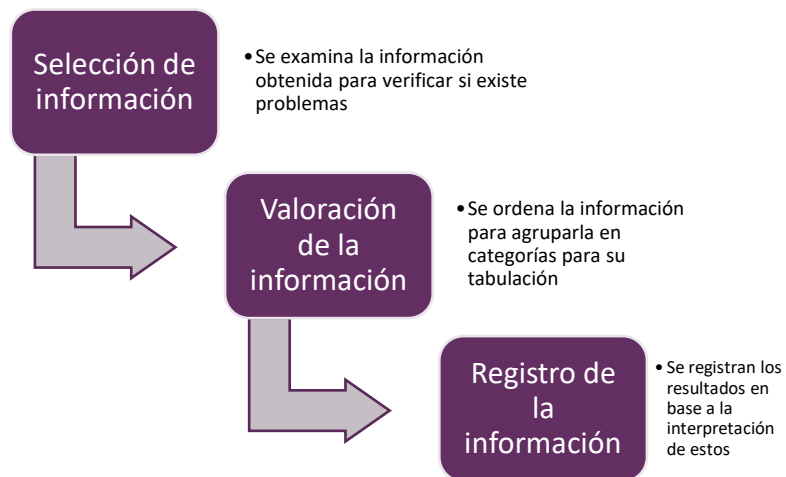 Selección de
información
•Se examina la información
obtenida para verificar si existe
problemas
Valoración
de la
información
•Se ordena la información
para agruparla en
categorías para su
tabulación
Registro de
la
información
•Se registran los
resultados en
base a la
interpretación
de estos